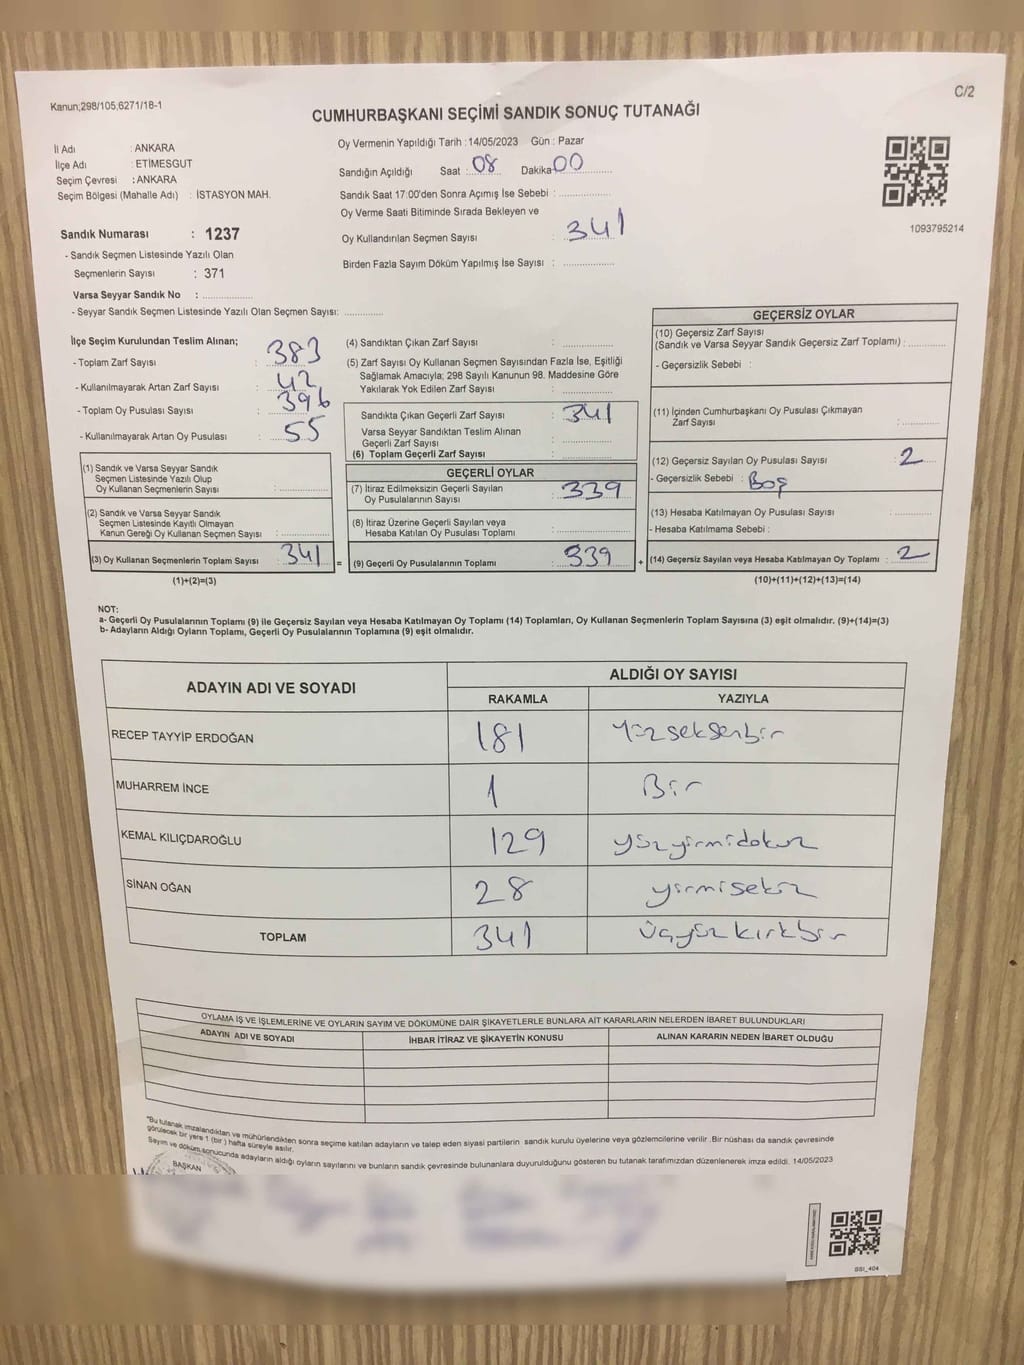 Kanun;298/105,6271/18-1
C/2
CUMHURBAŞKANI SEÇİMİ SANDIK SONUÇ TUTANAĞI
İl Adı : ANKARA
İlçe Adı : ETİMESGUT
Seçim Çevresi : ANKARA
Seçim Bölgesi (Mahalle Adı) : İSTASYON MAH.
Sandık Numarası : 1237
- Sandık Seçmen Listesinde Yazılı Olan
Seçmenlerin Sayısı : 371
Varsa Seyyar Sandık No : ................
- Seyyar Sandık Seçmen Listesinde Yazılı Olan Seçmen Sayısı: ............
Oy Vermenin Yapıldığı Tarih : 14/05/2023 Gün : Pazar
Sandığın Açıldığı Saat : 08 Dakika 00
Sandık Saat 17:00'den Sonra Açımış İse Sebebi : ................
Oy Verme Saati Bitiminde Sırada Bekleyen ve
Oy Kullandırılan Seçmen Sayısı : 341
Birden Fazla Sayım Döküm Yapılmış İse Sayısı : ................
1093795214
İlçe Seçim Kurulundan Teslim Alınan;
- Toplam Zarf Sayısı : 383
- Kullanılmayarak Artan Zarf Sayısı : 42
- Toplam Oy Pusulası Sayısı : 396
- Kullanılmayarak Artan Oy Pusulası : 55
(1) Sandık ve Varsa Seyyar Sandık
Seçmen Listesinde Yazılı Olup
Oy Kullanan Seçmenlerin Sayısı : ................
(2) Sandık ve Varsa Seyyar Sandık
Seçmen Listesinde Kayıtlı Olmayan
Kanun Gereği Oy Kullanan Seçmen Sayısı : ................
(3) Oy Kullanan Seçmenlerin Toplam Sayısı : 341 =
(1)+(2)=(3)
(4) Sandıktan Çıkan Zarf Sayısı : ................
(5) Zarf Sayısı Oy Kullanan Seçmen Sayısından Fazla İse, Eşitliği
Sağlamak Amacıyla; 298 Sayılı Kanunun 98. Maddesine Göre
Yakılarak Yok Edilen Zarf Sayısı : ................
Sandıkta Çıkan Geçerli Zarf Sayısı : 341
Varsa Seyyar Sandıktan Teslim Alınan
Geçerli Zarf Sayısı : ................
(6) Toplam Geçerli Zarf Sayısı : ................
GEÇERLİ OYLAR
(7) İtiraz Edilmeksizin Geçerli Sayılan
Oy Pusulalarının Sayısı : 339
(8) İtiraz Üzerine Geçerli Sayılan veya
Hesaba Katılan Oy Pusulası Toplamı : ................
(9) Geçerli Oy Pusulalarının Toplamı : 339 +
GEÇERSİZ OYLAR
(10) Geçersiz Zarf Sayısı
(Sandık ve Varsa Seyyar Sandık Geçersiz Zarf Toplamı) : ............
- Geçersizlik Sebebi :
(11) İçinden Cumhurbaşkanı Oy Pusulası Çıkmayan
Zarf Sayısı : ............
(12) Geçersiz Sayılan Oy Pusulası Sayısı : 2
- Geçersizlik Sebebi : Boş
(13) Hesaba Katılmayan Oy Pusulası Sayısı : ............
- Hesaba Katılmama Sebebi :
(14) Geçersiz Sayılan veya Hesaba Katılmayan Oy Toplamı : 2
(10)+(11)+(12)+(13)=(14)
NOT:
a- Geçerli Oy Pusulalarının Toplamı (9) ile Geçersiz Sayılan veya Hesaba Katılmayan Oy Toplamı (14) Toplamları, Oy Kullanan Seçmenlerin Toplam Sayısına (3) eşit olmalıdır. (9)+(14)=(3)
b- Adayların Aldığı Oyların Toplamı, Geçerli Oy Pusulalarının Toplamına (9) eşit olmalıdır.
ADAYIN ADI VE SOYADI
ALDIĞI OY SAYISI
RAKAMLA YAZIYLA
RECEP TAYYİP ERDOĞAN 181 Yüzseksenbir
MUHARREM İNCE 1 Bir
KEMAL KILIÇDAROĞLU 129 yüzyirmidokuz
SİNAN OĞAN 28 yirmisekiz
TOPLAM 341 üçyüzkırkbir
OYLAMA İŞ VE İŞLEMLERİNE VE OYLARIN SAYIM VE DÖKÜMÜNE DAİR ŞİKAYETLERLE BUNLARA AİT KARARLARIN NELERDEN İBARET BULUNDUKLARI
ADAYIN ADI VE SOYADI İHBAR İTİRAZ VE ŞİKAYETİN KONUSU ALINAN KARARIN NEDEN İBARET OLDUĞU
"Bu tutanak imzalandıktan ve mühürlendikten sonra seçime katılan adayların ve talep eden siyasi partilerin sandık kurulu üyelerine veya gözlemcilerine verilir .Bir nüshası da sandık çevresinde
görülecek bir yere 1 (bir ) hafta süreyle asılır.
Sayım ve döküm sonucunda adayların aldığı oyların sayılarını ve bunların sandık çevresinde bulunanlara duyurulduğunu gösteren bu tutanak tarafımızdan düzenlenerek imza edildi. 14/05/2023
BAŞKAN
SSI_404